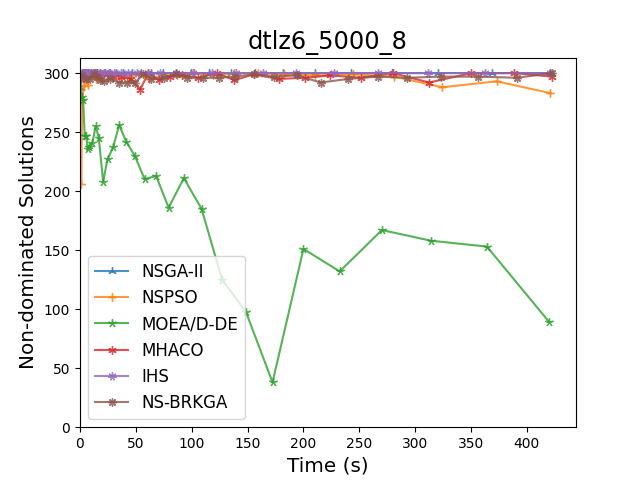 dtlz6_5000_8
Non-dominated Solutions
300
250
200
150
100
50
0
NSGA-II
NSPSO
MOEA/D-DE
MHACO
IHS
NS-BRKGA
0 50 100 150 200 250 300 350 400
Time (s)